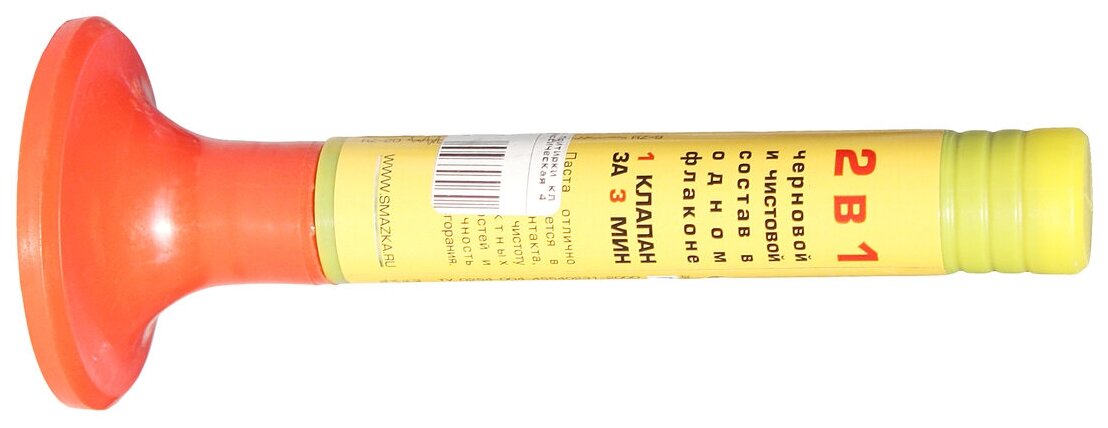 2 В 1
черновой
и чистовой
состав в
одном
флаконе
1 КЛАПАН
ЗА 3 МИН
Паста отлично
ется в
нтакта.
чистоту
ктных
остей и
чность
горания.
WWW.SMAZKA.RU